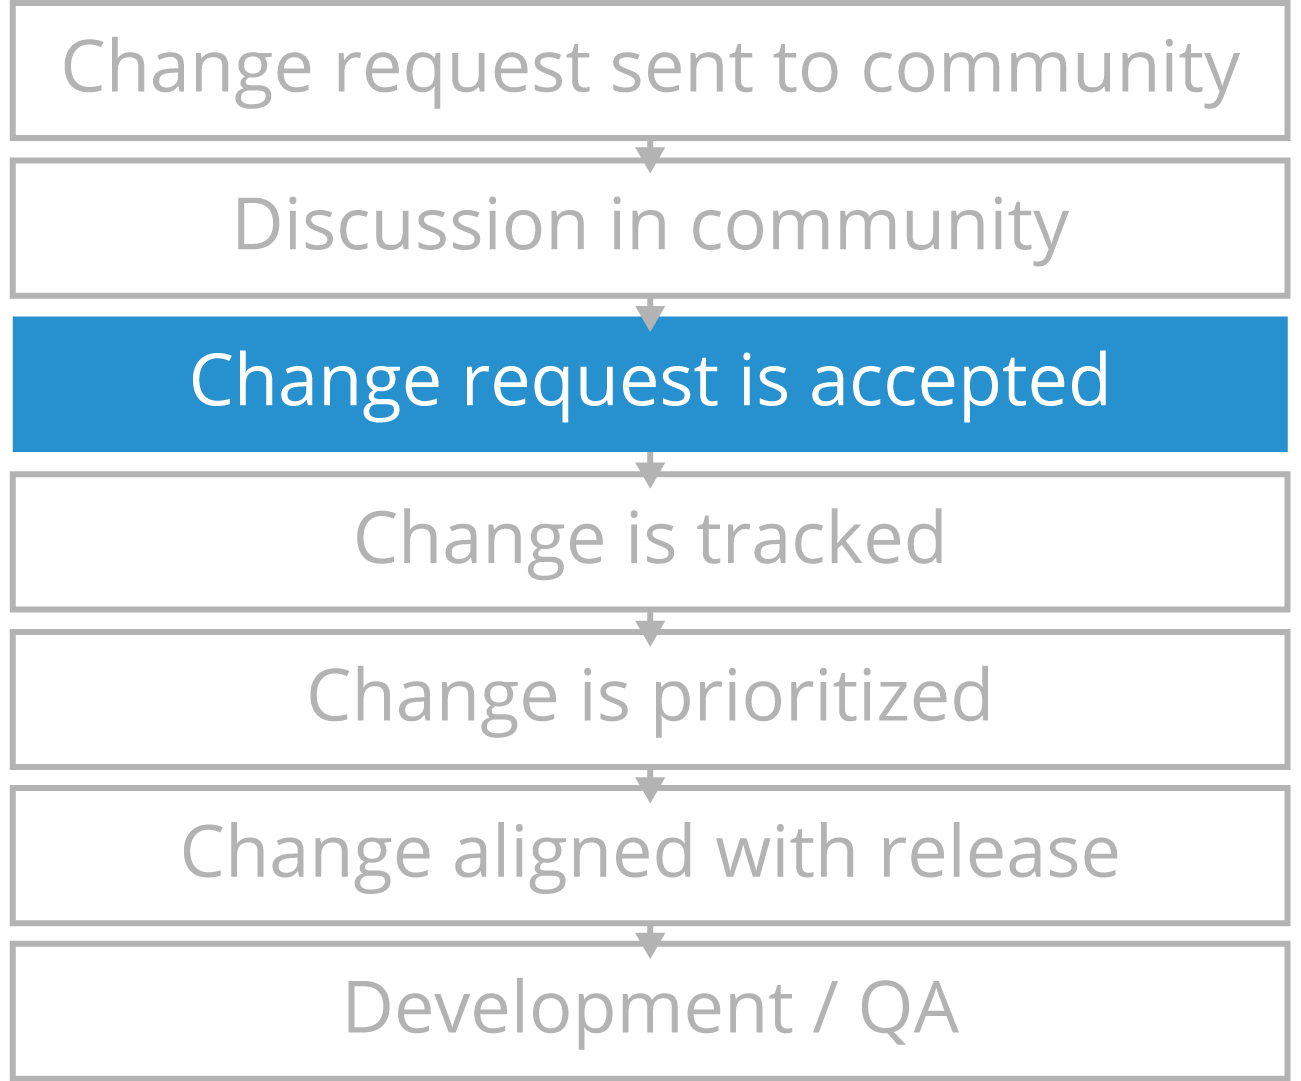 Change request sent to community
Discussion in community
Change request is accepted
Change is tracked
Change is prioritized
Change aligned with release
Development / QA